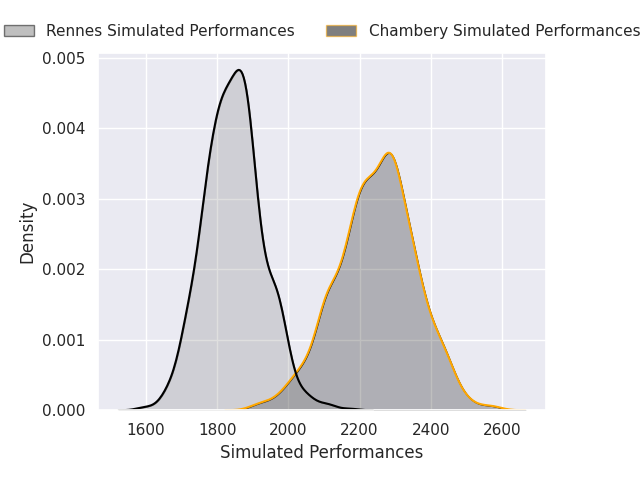 Rennes Simulated Performances Chambery Simulated Performances
0.005
0.004
0.003
0.002
0.001
0.000
Density
1600 1800 2000 2200 2400 2600
Simulated Performances